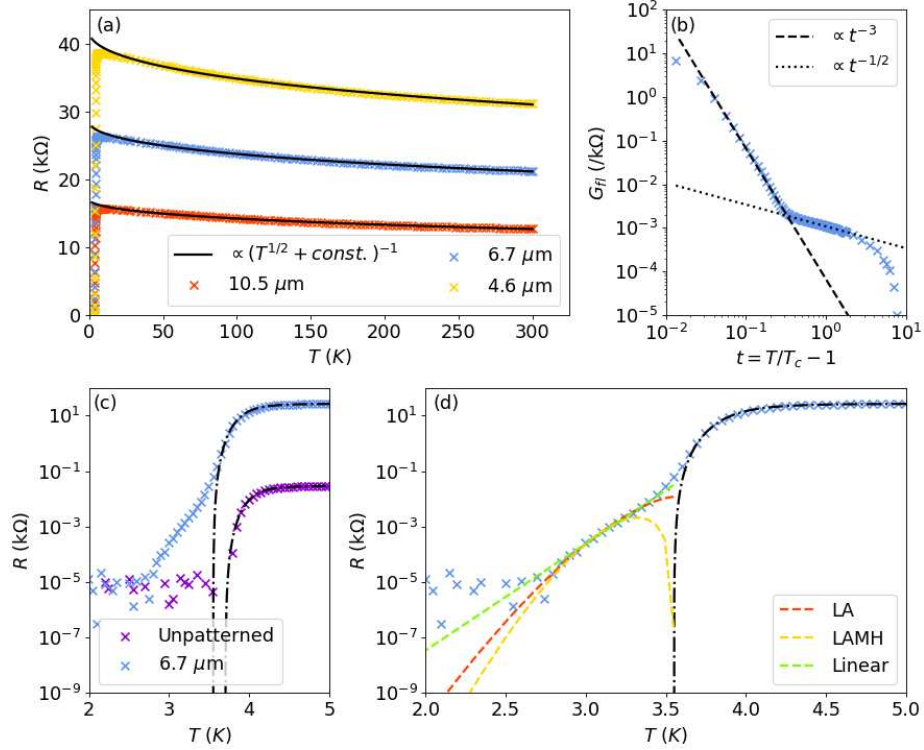 (a)
40
30
20
10
0
R (kΩ)
0 50 100 150 200 250 300
T (K)
∝ (T^{1/2} + const. )^{-1}
10.5 μm
6.7 μm
4.6 μm
(b)
10^2
10^1
10^0
10^{-1}
10^{-2}
10^{-3}
10^{-4}
10^{-5}
G_{fl} (/kΩ)
10^{-2} 10^{-1} 10^0 10^1
t = T/T_c − 1
∝ t^{-3}
∝ t^{-1/2}
(c)
10^1
10^{-1}
10^{-3}
10^{-5}
10^{-7}
10^{-9}
R (kΩ)
2 3 4 5
T (K)
Unpatterned
6.7 μm
(d)
10^1
10^{-1}
10^{-3}
10^{-5}
10^{-7}
10^{-9}
R (kΩ)
2.0 2.5 3.0 3.5 4.0 4.5 5.0
T (K)
LA
LAMH
Linear